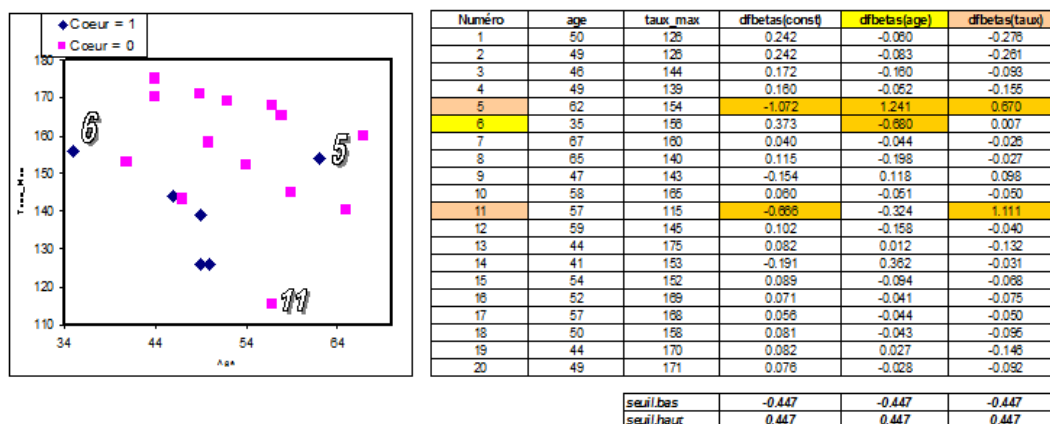 Coeur = 1
Coeur = 0
180
170
160
150
140
130
120
110
34 44 54 64
6
5
11
Numéro age taux_max dfbetas(const) dfbetas(age) dfbetas(taux)
1 50 126 0.242 -0.060 -0.276
2 49 126 0.242 -0.083 -0.261
3 46 144 0.172 -0.160 -0.093
4 49 139 0.160 -0.052 -0.155
5 62 154 -1.072 1.241 0.670
6 35 156 0.373 -0.680 0.007
7 67 160 0.040 -0.044 -0.026
8 65 140 0.115 -0.198 -0.027
9 47 143 -0.154 0.118 0.098
10 58 165 0.060 -0.051 -0.050
11 57 115 -0.666 -0.324 1.111
12 59 145 0.102 -0.158 -0.040
13 44 175 0.082 0.012 -0.132
14 41 153 -0.191 0.362 -0.031
15 54 152 0.089 -0.094 -0.068
16 52 169 0.071 -0.041 -0.075
17 57 168 0.056 -0.044 -0.050
18 50 158 0.081 -0.043 -0.095
19 44 170 0.082 0.027 -0.146
20 49 171 0.076 -0.028 -0.092
seuil.bas -0.447 -0.447 -0.447
seuil.haut 0.447 0.447 0.447